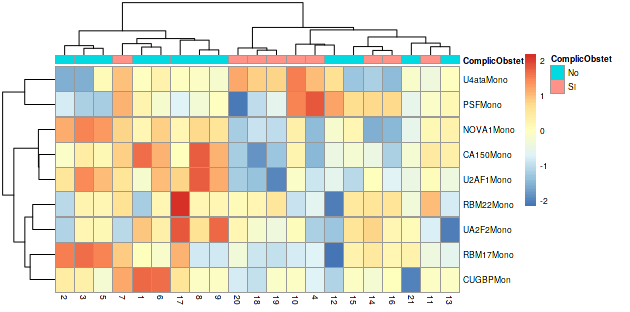 ComplicObstet
U4ataMono
PSFMono
NOVA1Mono
CA150Mono
U2AF1Mono
RBM22Mono
UA2F2Mono
RBM17Mono
CUGBPMon
2 3 5 7 1 6 17 8 9 20 18 19 10 4 12 15 14 16 21 11 13
2
1
0
-1
-2
ComplicObstet
No
SI